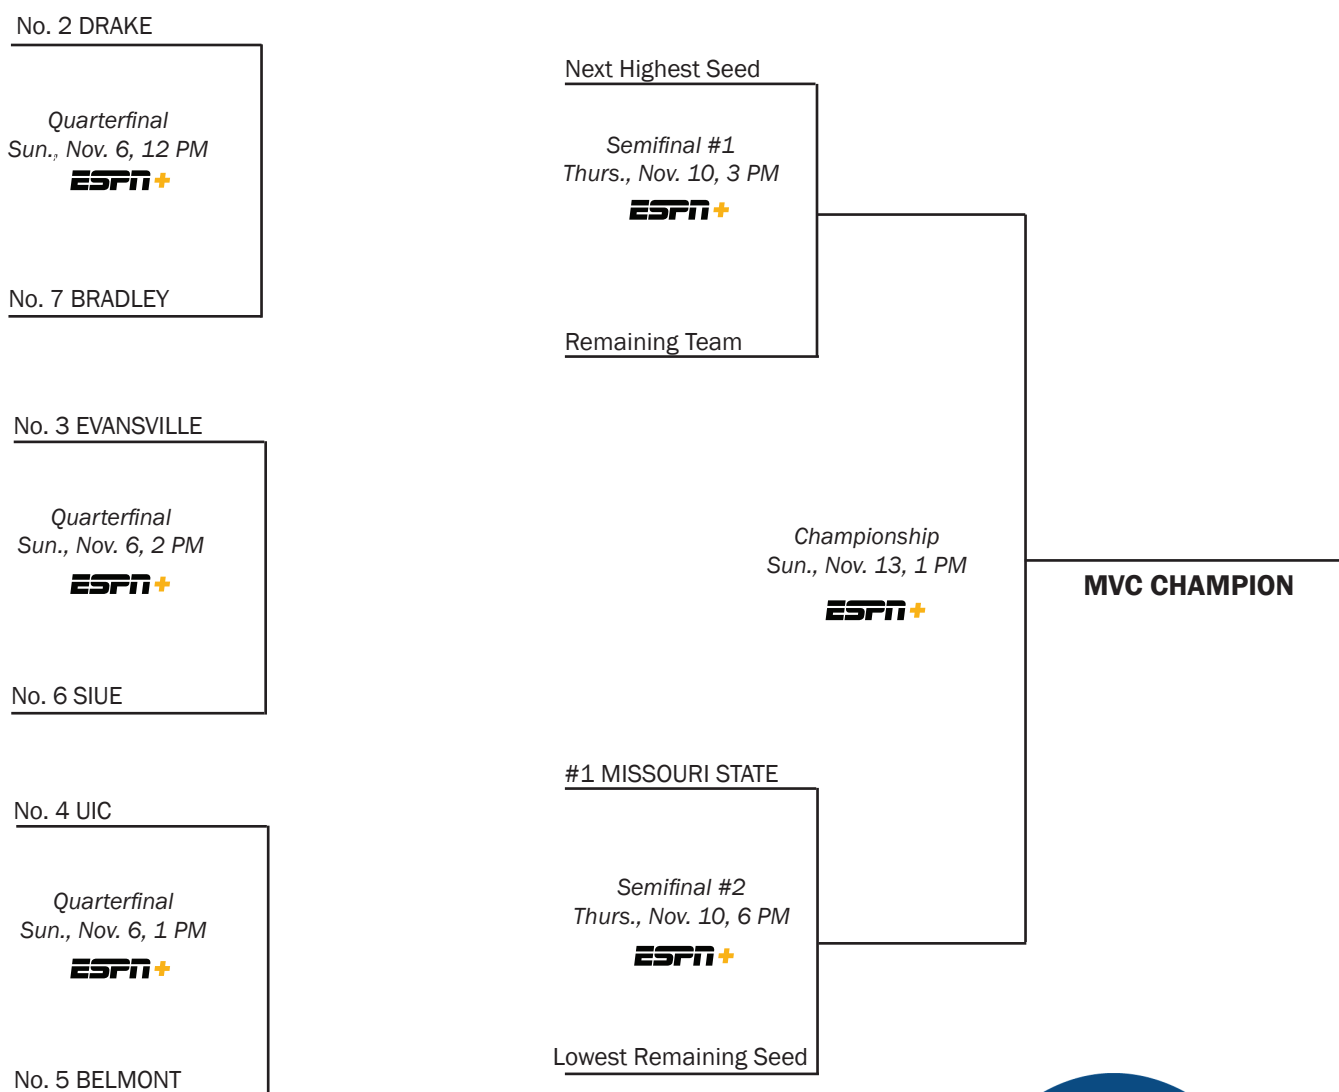 No. 2 DRAKE
Quarterfinal
Sun., Nov. 6, 12 PM
ESPN+
No. 7 BRADLEY
No. 3 EVANSVILLE
Quarterfinal
Sun., Nov. 6, 2 PM
ESPN+
No. 6 SIUE
No. 4 UIC
Quarterfinal
Sun., Nov. 6, 1 PM
ESPN+
No. 5 BELMONT
Next Highest Seed
Semifinal #1
Thurs., Nov. 10, 3 PM
ESPN+
Remaining Team
Championship
Sun., Nov. 13, 1 PM
ESPN+
#1 MISSOURI STATE
Semifinal #2
Thurs., Nov. 10, 6 PM
ESPN+
Lowest Remaining Seed
MVC CHAMPION